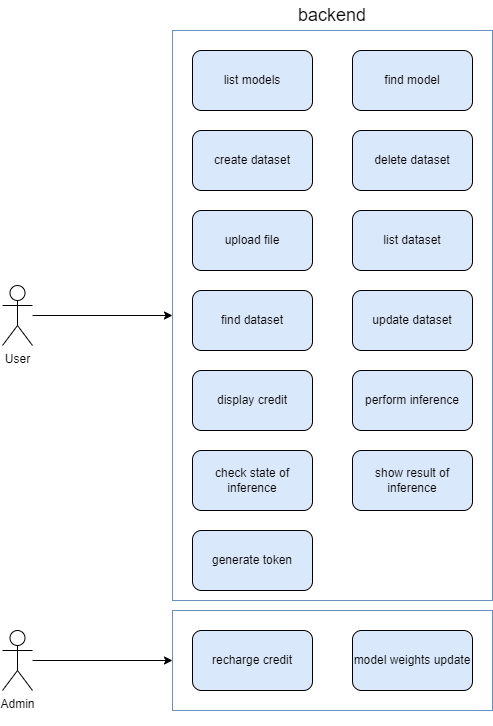 backend
list models
find model
create dataset
delete dataset
upload file
list dataset
find dataset
update dataset
User
display credit
perform inference
check state of
inference
show result of
inference
generate token
recharge credit
model weights update
Admin